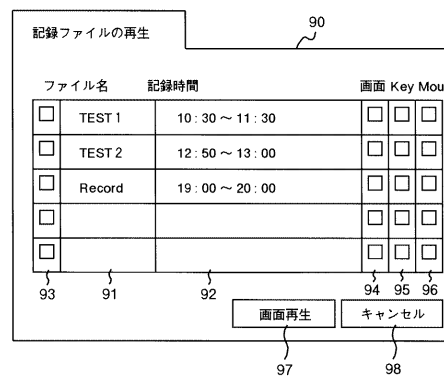 90
記録ファイルの再生
ファイル名 記録時間 画面 Key Mou
TEST 1 10 : 30 ～ 11 : 30
TEST 2 12 : 50 ～ 13 : 00
Record 19 : 00 ～ 20 : 00
93 91 92 94 95 96
画面再生 キャンセル
97 98